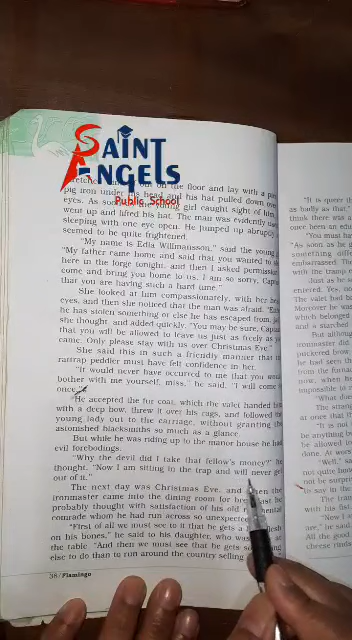 SAINT
ANGELS
Public School
the floor and lay with a
pig iron under his head and his hat pulled over
eyes. As soon girl caught sight of him
went up and lifted his hat. The man was evidently
sleeping with one eye open. He jumped up abruptly
seemed to be quite frightened.
"My name is Edla Willmansson," said the young
"My father came home and said that you wanted to
here in the forge tonight, and then I asked permission
come and bring you home to us. I am so sorry, Captain
that you are having such a hard time."
She looked at him compassionately, with her
eyes, and then she noticed that the man was afraid. "Either
he has stolen something or else he has escaped from,
she thought, and added quickly, "You may be sure, Captain
that you will be allowed to leave us just as freely as
came. Only please stay with us over Christmas Eve."
She said this in such a friendly manner that
rattrap peddler must have felt confidence in her.
"It would never have occurred to me that you would
bother with me yourself, miss," he said. "I will come
once."
He accepted the fur coat, which the valet handed him
with a deep bow, threw it over his rags, and followed the
young lady out to the carriage, without granting the
astonished blacksmiths so much as a glance.
But while he was riding up to the manor house he had
evil forebodings.
"Why the devil did I take that fellow's money?" he
thought. "Now I am sitting in the trap and will never get
out of it."
The next day was Christmas Eve, and when the
ironmaster came into the dining room for breakfast he
probably thought with satisfaction of his old regimental
comrade whom he had run across so unexpectedly.
"First of all we must see to it that he gets a flesh
on his bones," he said to his daughter, who was at
the table. "And then we must see that he gets something
else to do than to run around the country selling
38/Flamingo
"It is queer
as badly as that,"
think there was
once been an
"You must
"As soon as he
something
embarrassed. The
with the tramp
Just as he
entered. Yes, now
The valet had
Moreover he was
and a starched
But although
ironmaster did
puckered brow,
he had seen
from the furnace
now, when he
impossible to
"What does
The stranger
at once that
"It is not
be anything
be allowed
done. At worst
"Well," said
not quite
not be surprised
to say in the
The tramp
with his fist
"Now I
are," he said
All the good
cheese rinds